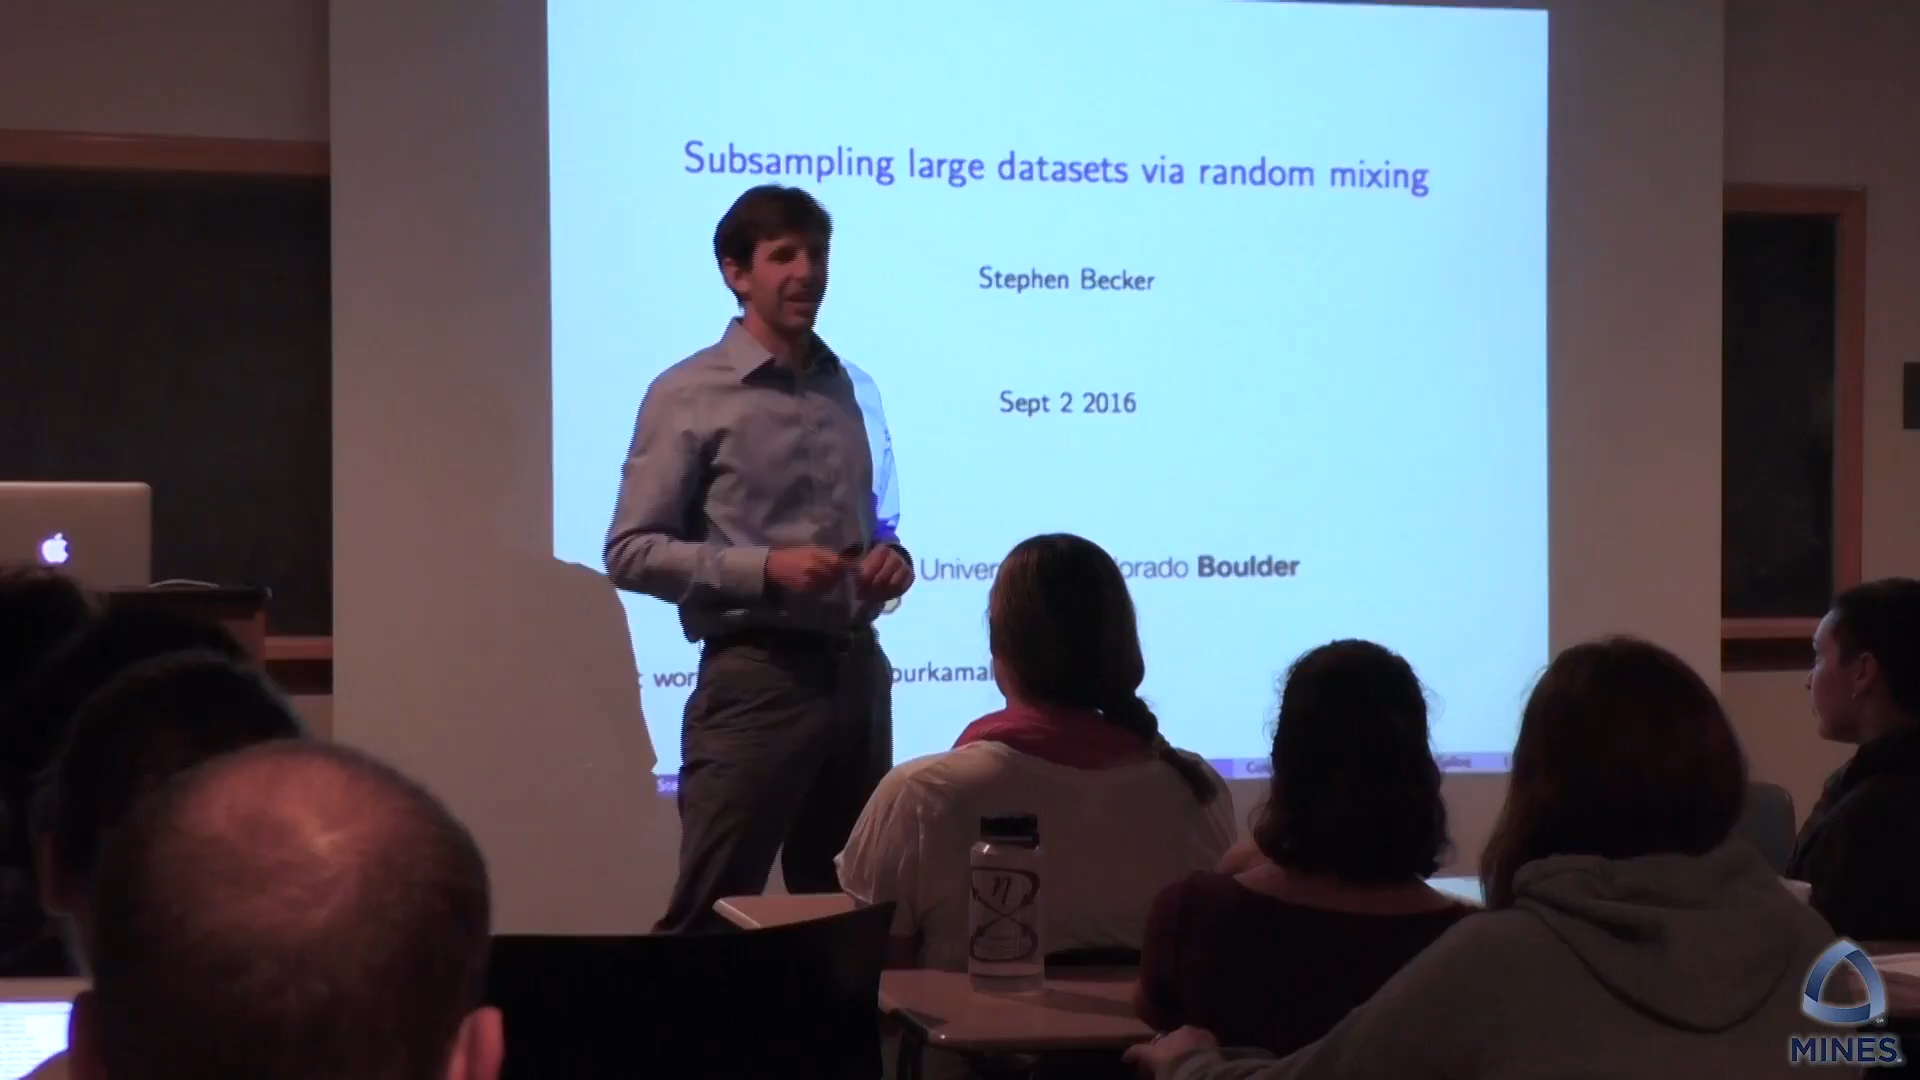 Subsampling large datasets via random mixing
Stephen Becker
Sept 2 2016
Boulder
MINES